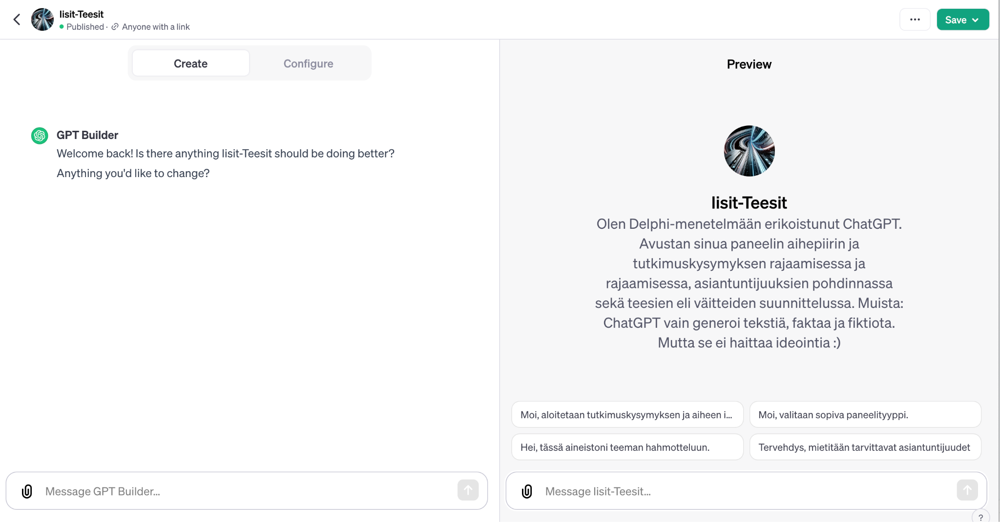 Iisit-Teesit
Published · Anyone with a link
...
Save
Create
Configure
GPT Builder
Welcome back! Is there anything Iisit-Teesit should be doing better?
Anything you'd like to change?
Message GPT Builder...
Preview
Iisit-Teesit
Olen Delphi-menetelmään erikoistunut ChatGPT.
Avustan sinua paneelin aihepiirin ja
tutkimuskysymyksen rajaamisessa ja
rajaamisessa, asiantuntijuuksien pohdinnassa
sekä teesien eli väitteiden suunnittelussa. Muista:
ChatGPT vain generoi tekstiä, faktaa ja fiktiota.
Mutta se ei haittaa ideointia :)
Moi, aloitetaan tutkimuskysymyksen ja aiheen i...
Moi, valitaan sopiva paneelityyppi.
Hei, tässä aineistoni teeman hahmotteluun.
Tervehdys, mietitään tarvittavat asiantuntijuudet
Message Iisit-Teesit...
?